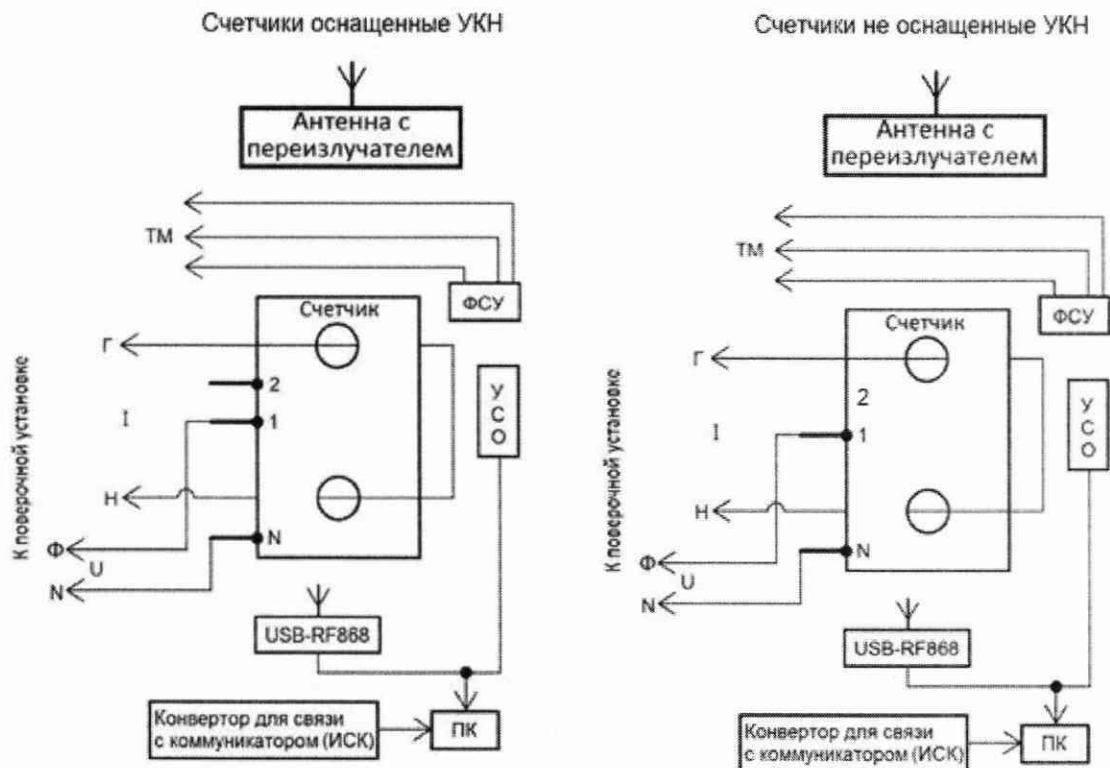 Счетчики оснащенные УКН
Антенна с
переизлучателем
ТМ
ФСУ
Счетчик
Г
2
1
I
УСО
Н
N
Ф
U
N
К поверочной установке
USB-RF868
Конвертор для связи
с коммуникатором (ИСК)
ПК
Счетчики не оснащенные УКН
Антенна с
переизлучателем
ТМ
ФСУ
Счетчик
Г
2
1
I
УСО
Н
N
Ф
U
N
К поверочной установке
USB-RF868
Конвертор для связи
с коммуникатором (ИСК)
ПК